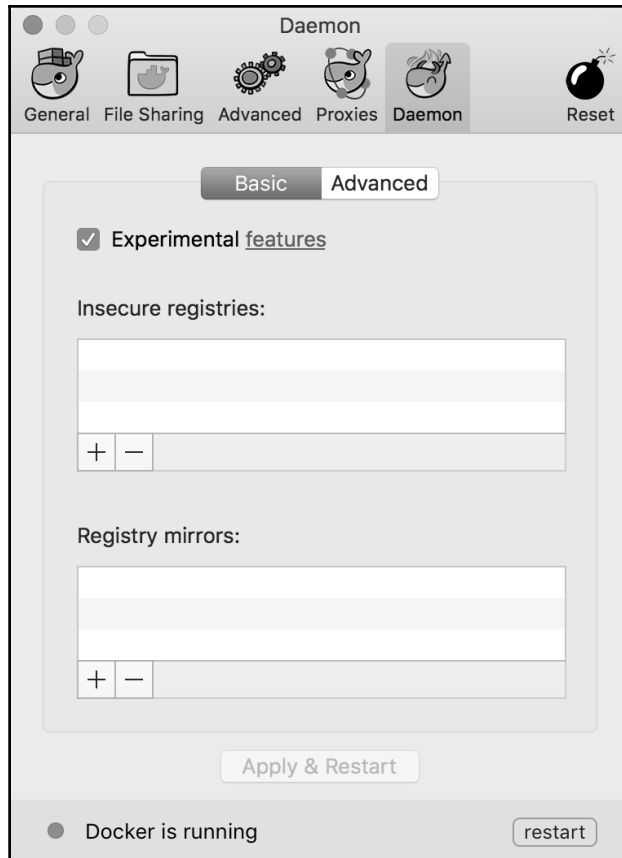 Daemon
General File Sharing Advanced Proxies Daemon Reset
Basic Advanced
Experimental features
Insecure registries:
+ −
Registry mirrors:
+ −
Apply & Restart
Docker is running restart